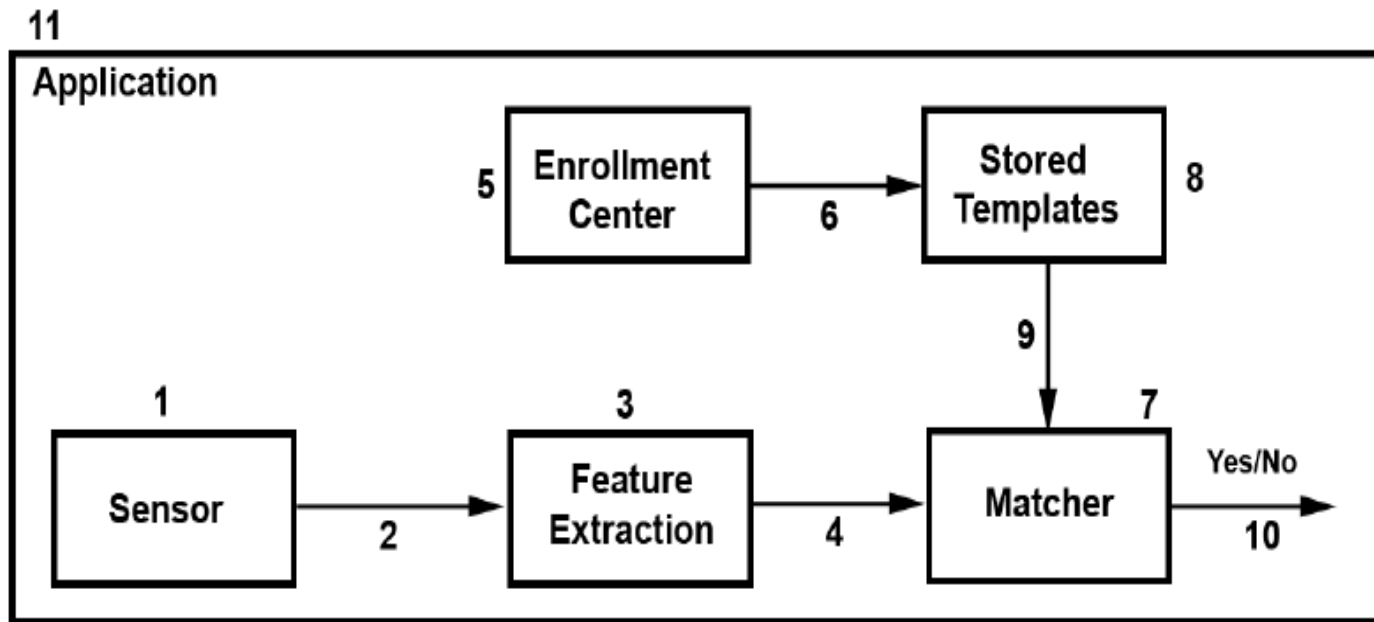 11
Application
5
Enrollment
Center
6
Stored
Templates
8
9
1
3
7
Sensor
2
Feature
Extraction
4
Matcher
Yes/No
10